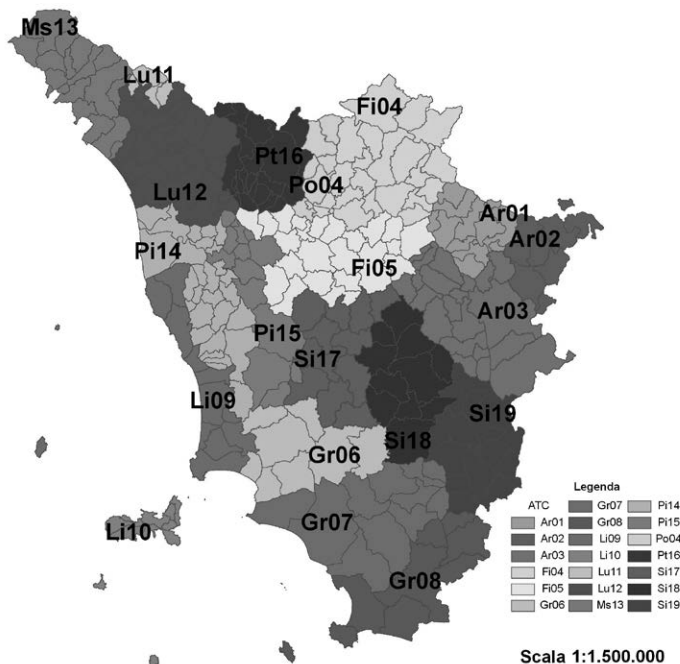 Ms13
Lu11
Fi04
Pt16
Lu12
Po04
Ar01
Ar02
Pi14
Fi05
Ar03
Pi15
Si17
Li09
Si19
Gr06
Si18
Gr07
Li10
Gr08
Legenda
ATC Gr07 Pi14
Ar01 Gr08 Pi15
Ar02 Li09 Po04
Ar03 Li10 Pt16
Fi04 Lu11 Si17
Fi05 Lu12 Si18
Gr06 Ms13 Si19
Scala 1:1.500.000